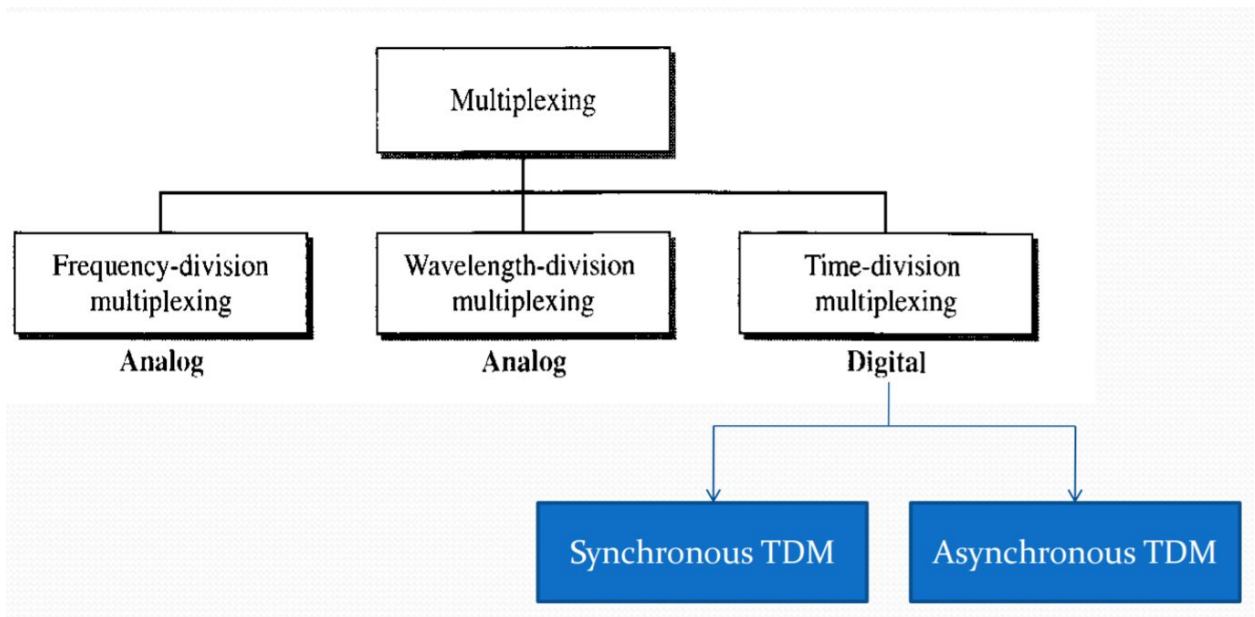 Multiplexing
Frequency-division
multiplexing
Wavelength-division
multiplexing
Time-division
multiplexing
Analog
Analog
Digital
Synchronous TDM
Asynchronous TDM